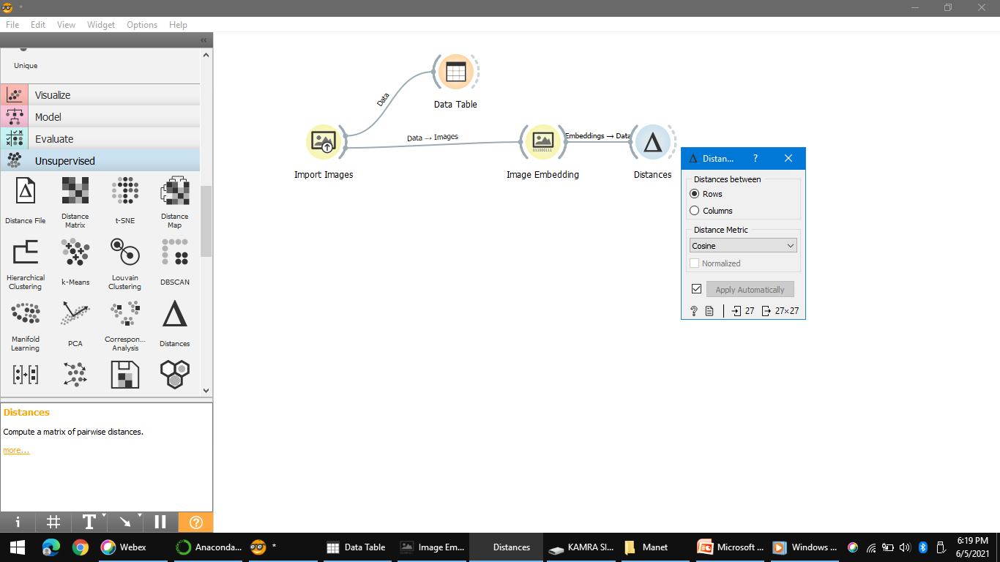 *
File Edit View Widget Options Help
Unique
Visualize
Model
Evaluate
Unsupervised
Distance File
Distance Matrix
t-SNE
Distance Map
Hierarchical Clustering
k-Means
Louvain Clustering
DBSCAN
Manifold Learning
PCA
Correspon... Analysis
Distances
Distances
Compute a matrix of pairwise distances.
more...
Data
Data Table
Data → Images
Embeddings → Data
011000111
Import Images
Image Embedding
Distances
Distan... ?
Distances between
Rows
Columns
Distance Metric
Cosine
Normalized
Apply Automatically
? 27 27×27
i # T ?
Webex
Anaconda...
*
Data Table
Image Em...
Distances
KAMRA SI...
Manet
Microsoft ...
Windows ...
6:19 PM
6/5/2021